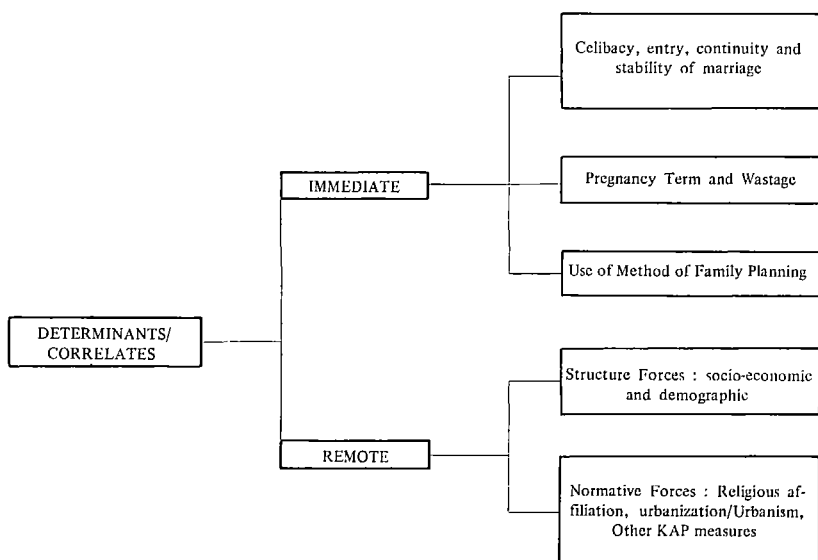 Celibacy, entry, continuity and
stability of marriage
IMMEDIATE
Pregnancy Term and Wastage
Use of Method of Family Planning
DETERMINANTS/
CORRELATES
Structure Forces : socio-economic
and demographic
REMOTE
Normative Forces : Religious af-
filiation, urbanization/Urbanism,
Other KAP measures